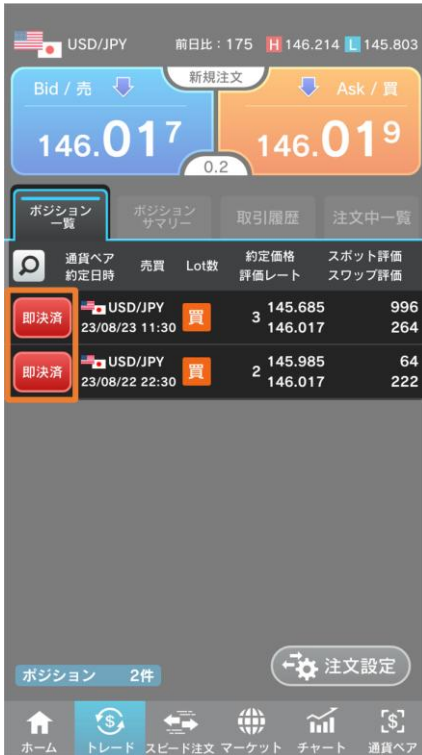 USD/JPY 前日比：175 H 146.214 L 145.803
新規注文
Bid / 売 Ask / 買
146.017 146.019
0.2
ポジション一覧 ポジションサマリー 取引履歴 注文中一覧
通貨ペア 売買 Lot数 約定価格 スポット評価
約定日時 評価レート スワップ評価
即決済 USD/JPY 買 3 145.685 996
23/08/23 11:30 146.017 264
即決済 USD/JPY 買 2 145.985 64
23/08/22 22:30 146.017 222
注文設定
ポジション 2件
$ [$]
ホーム トレード スピード注文 マーケット チャート 通貨ペア